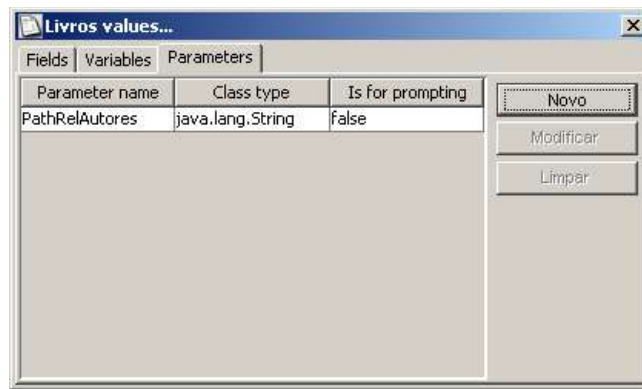 Livros values...
Fields Variables Parameters
Parameter name Class type Is for prompting
PathRelAutores java.lang.String false
Novo
Modificar
Limpar